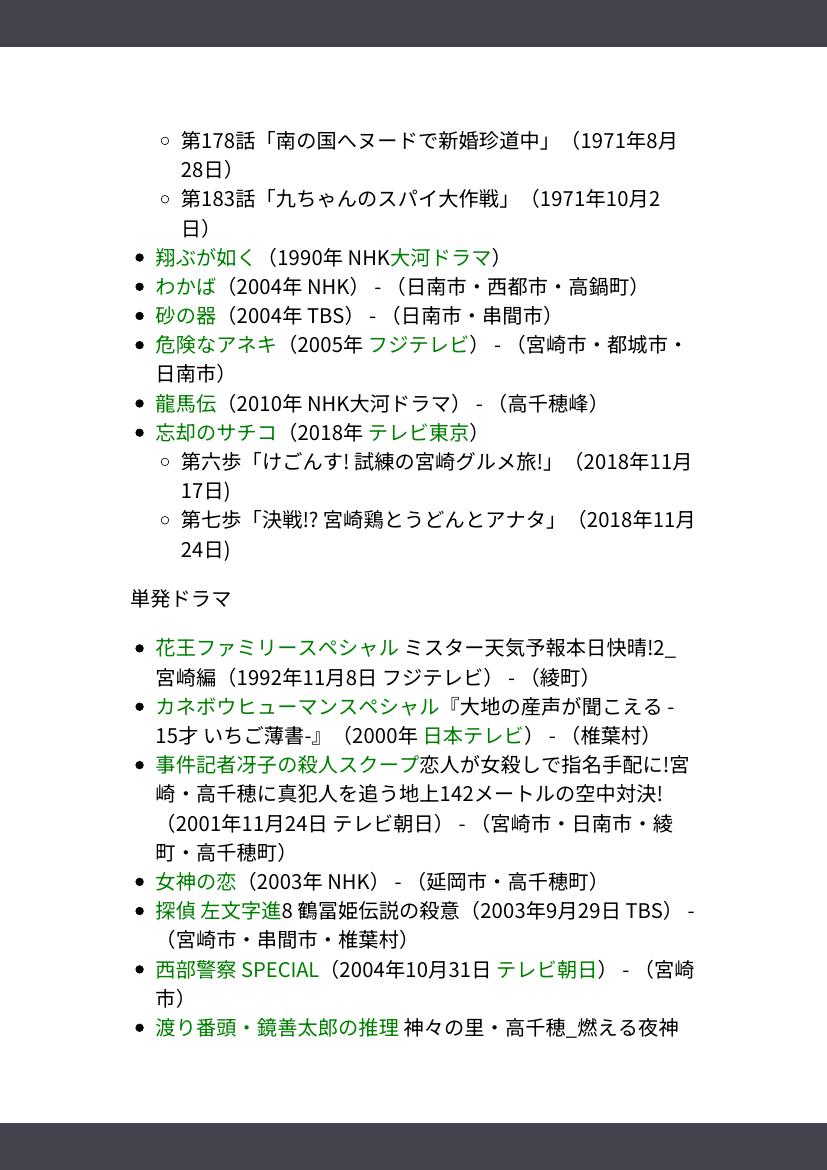 第178話「南の国へヌードで新婚珍道中」（1971年8月
28日）
第183話「九ちゃんのスパイ大作戦」（1971年10月2
日）
翔ぶが如く（1990年 NHK大河ドラマ）
わかば（2004年 NHK） - （日南市・西都市・高鍋町）
砂の器（2004年 TBS） - （日南市・串間市）
危険なアネキ（2005年 フジテレビ） - （宮崎市・都城市・
日南市）
龍馬伝（2010年 NHK大河ドラマ） - （高千穂峰）
忘却のサチコ（2018年 テレビ東京）
第六歩「けごんす! 試練の宮崎グルメ旅!」（2018年11月
17日)
第七歩「決戦!? 宮崎鶏とうどんとアナタ」（2018年11月
24日)
単発ドラマ
花王ファミリースペシャル ミスター天気予報本日快晴!2_
宮崎編（1992年11月8日 フジテレビ） - （綾町）
カネボウヒューマンスペシャル『大地の産声が聞こえる -
15才 いちご薄書-』（2000年 日本テレビ） - （椎葉村）
事件記者冴子の殺人スクープ恋人が女殺しで指名手配に!宮
崎・高千穂に真犯人を追う地上142メートルの空中対決!
（2001年11月24日 テレビ朝日） - （宮崎市・日南市・綾
町・高千穂町）
女神の恋（2003年 NHK） - （延岡市・高千穂町）
探偵 左文字進8 鶴冨姫伝説の殺意（2003年9月29日 TBS） -
（宮崎市・串間市・椎葉村）
西部警察 SPECIAL（2004年10月31日 テレビ朝日） - （宮崎
市）
渡り番頭・鏡善太郎の推理 神々の里・高千穂_燃える夜神